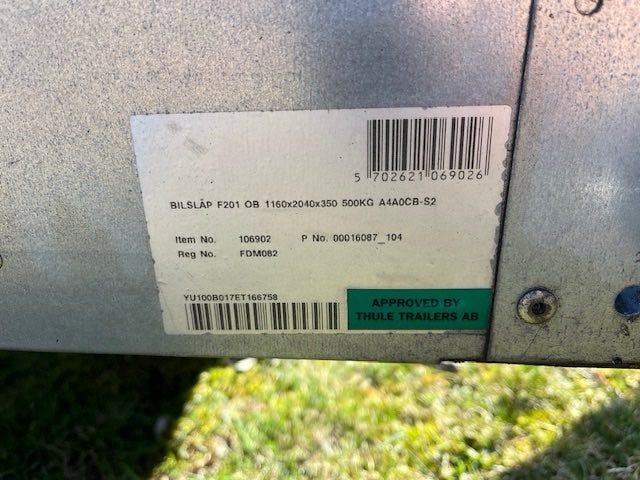 5 702621 069026
BILSLÄP F201 OB 1160x2040x350 500KG A4A0CB-S2
Item No. 106902 P No. 00016087_104
Reg No. FDM082
YU100B017ET166758
APPROVED BY
THULE TRAILERS AB